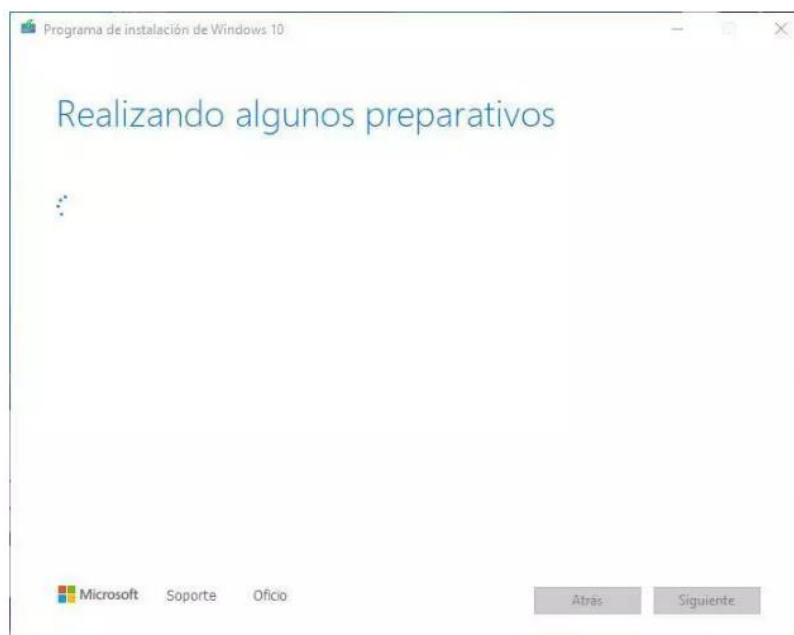 Programa de instalación de Windows 10
Realizando algunos preparativos
Microsoft Soporte Oficio Atrás Siguiente